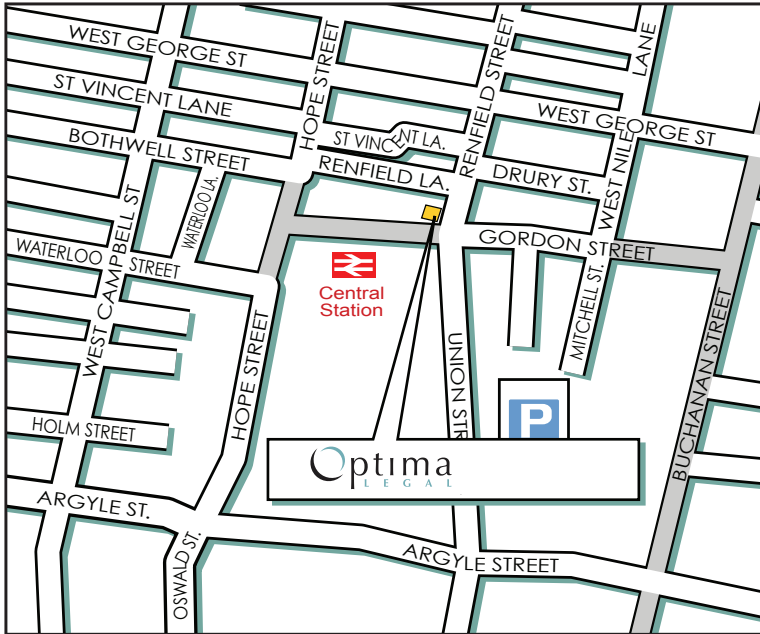 WEST GEORGE ST
HOPE STREET
RENFIELD STREET
LANE
ST VINCENT LANE
WEST GEORGE ST
BOTHWELL STREET
ST VINCENT LA.
RENFIELD LA.
DRURY ST.
WEST NILE
WATERLOO LA.
GORDON STREET
WATERLOO STREET
WEST CAMPBELL ST
Central
Station
MITCHELL ST.
BUCHANAN STREET
HOPE STREET
UNION STR
P
HOLM STREET
Optima
LEGAL
ARGYLE ST.
OSWALD ST.
ARGYLE STREET